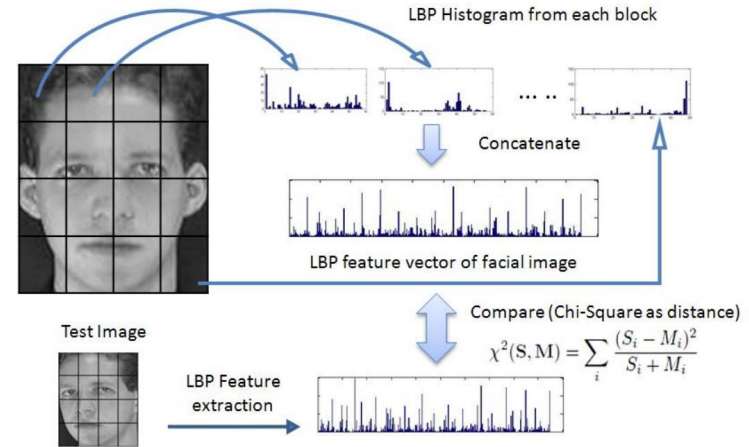 LBP Histogram from each block
Concatenate
LBP feature vector of facial image
Compare (Chi-Square as distance)
χ²(S, M) = ∑ᵢ (Sᵢ − Mᵢ)² / (Sᵢ + Mᵢ)
Test Image
LBP Feature
extraction